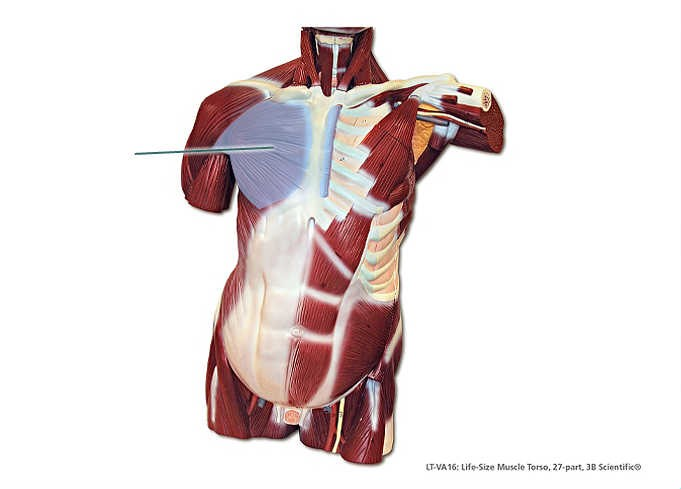 LT-VA16: Life-Size Muscle Torso, 27-part, 3B Scientific®